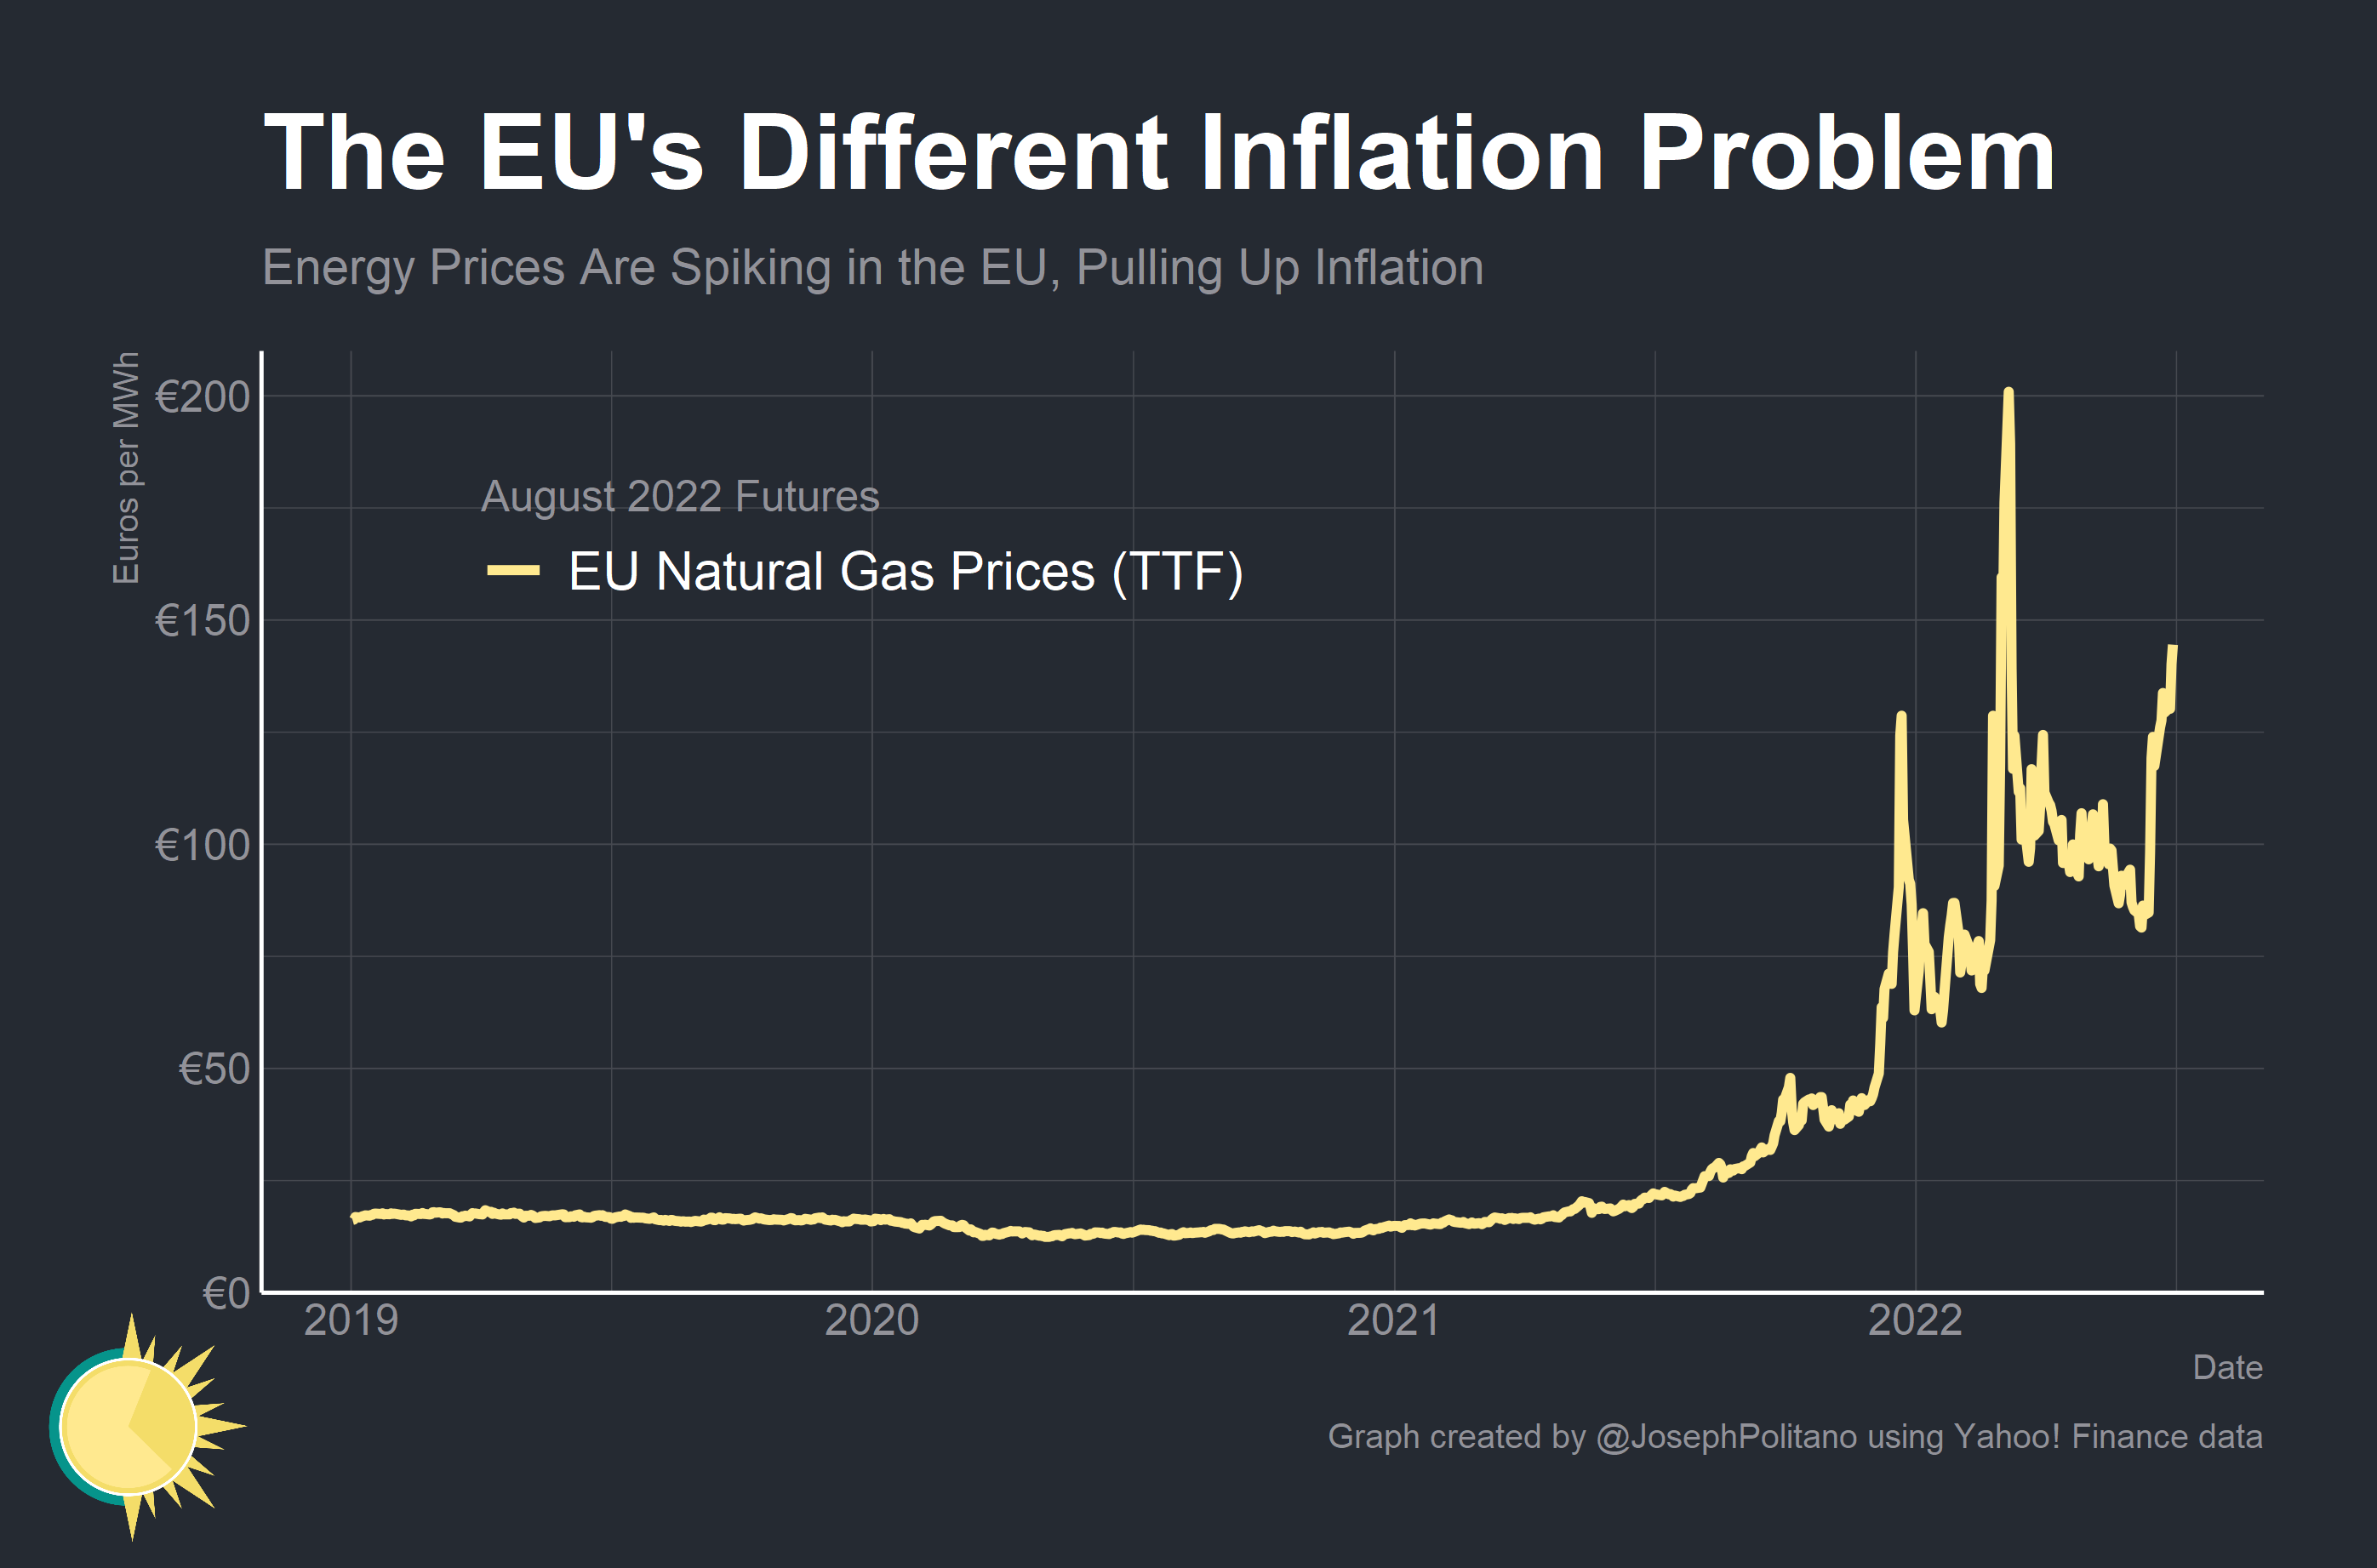 The EU's Different Inflation Problem
Energy Prices Are Spiking in the EU, Pulling Up Inflation
Euros per MWh
€200
August 2022 Futures
EU Natural Gas Prices (TTF)
€150
€100
€50
€0
2019 2020 2021 2022
Date
Graph created by @JosephPolitano using Yahoo! Finance data